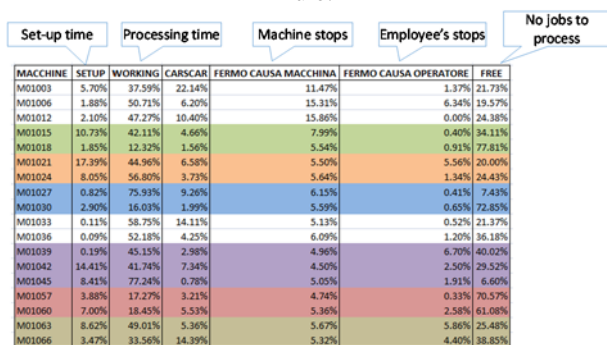 No jobs to
process
Set-up time
Processing time
Machine stops
Employee's stops
MACCHINE SETUP WORKING CARSCAR FERMO CAUSA MACCHINA FERMO CAUSA OPERATORE FREE
M01003 5.70% 37.59% 22.14% 11.47% 1.37% 21.73%
M01006 1.88% 50.71% 6.20% 15.31% 6.34% 19.57%
M01012 2.10% 47.27% 10.40% 15.86% 0.00% 24.38%
M01015 10.73% 42.11% 4.66% 7.99% 0.40% 34.11%
M01018 1.85% 12.32% 1.56% 5.54% 0.91% 77.81%
M01021 17.39% 44.96% 6.58% 5.50% 5.56% 20.00%
M01024 8.05% 56.80% 3.73% 5.64% 1.34% 24.43%
M01027 0.82% 75.93% 9.26% 6.15% 0.41% 7.43%
M01030 2.90% 16.03% 1.99% 5.59% 0.65% 72.85%
M01033 0.11% 58.75% 14.11% 5.13% 0.52% 21.37%
M01036 0.09% 52.18% 4.25% 6.09% 1.20% 36.18%
M01039 0.19% 45.15% 2.98% 4.96% 6.70% 40.02%
M01042 14.41% 41.74% 7.34% 4.50% 2.50% 29.52%
M01045 8.41% 77.24% 0.78% 5.05% 1.91% 6.60%
M01057 3.88% 17.27% 3.21% 4.74% 0.33% 70.57%
M01060 7.00% 18.45% 5.53% 5.36% 2.58% 61.08%
M01063 8.62% 49.01% 5.36% 5.67% 5.86% 25.48%
M01066 3.47% 33.56% 14.39% 5.32% 4.40% 38.85%